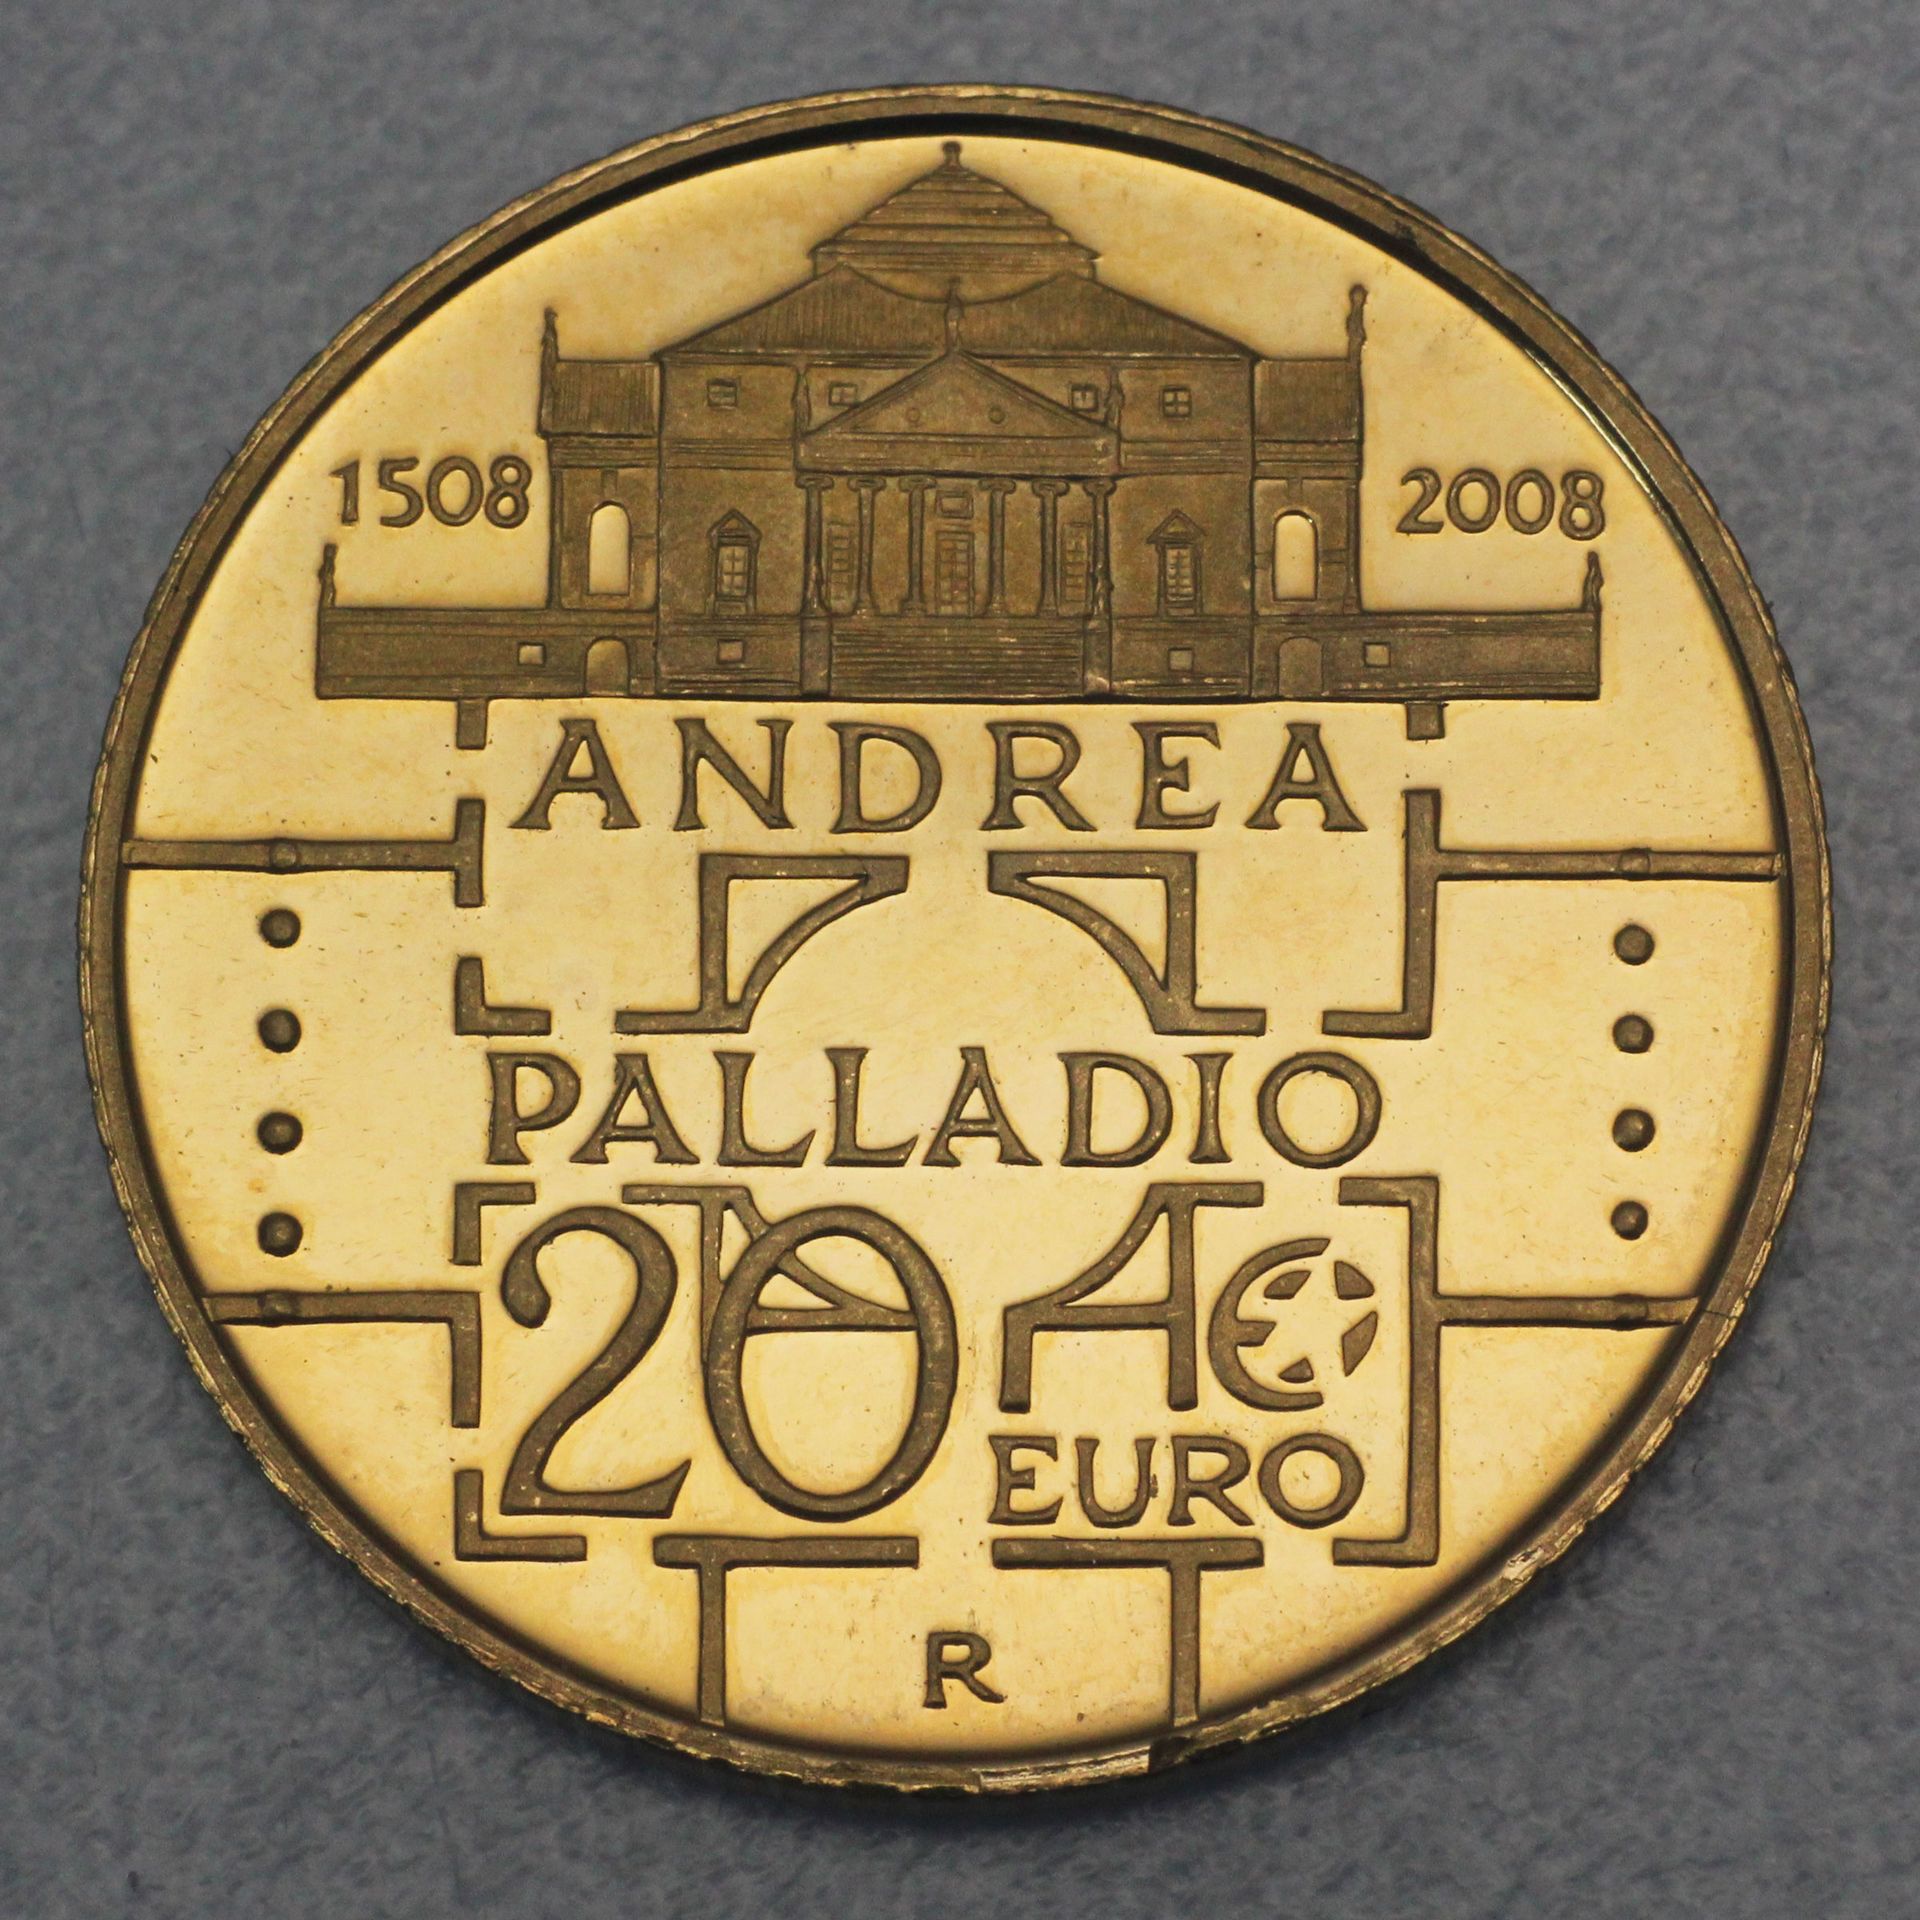 1508 2008
ANDREA
PALLADIO
20 €
EURO
R